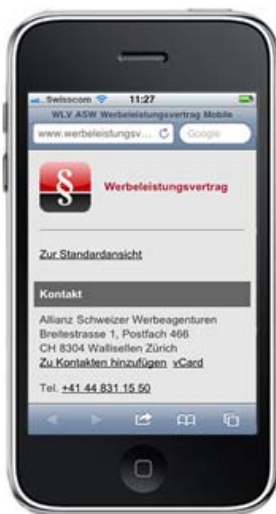 Swisscom 11:27
WLV ASW Werbeleistungsvertrag Mobile
www.werbeleistungsv... Google
§ Werbeleistungsvertrag
Zur Standardansicht
Kontakt
Allianz Schweizer Werbeagenturen
Breitestrasse 1, Postfach 466
CH 8304 Wallisellen Zürich
Zu Kontakten hinzufügen vCard
Tel. +41 44 831 15 50